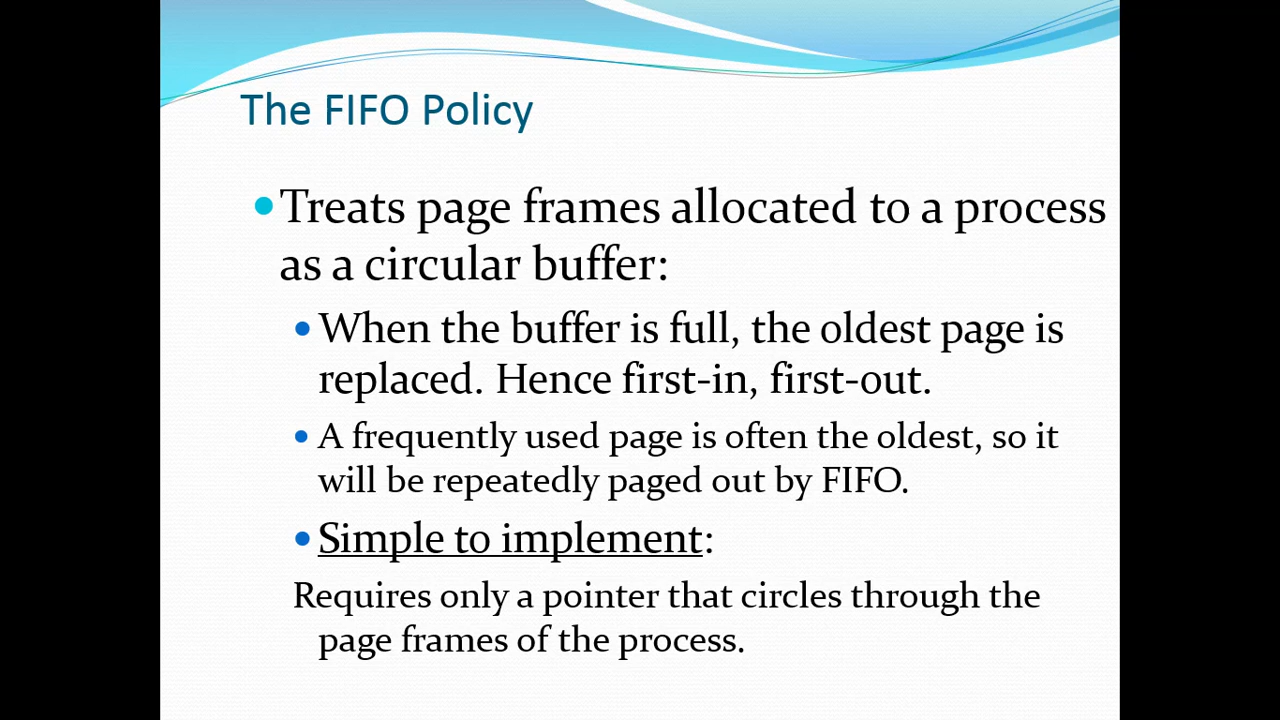 The FIFO Policy
•Treats page frames allocated to a process
as a circular buffer:
•When the buffer is full, the oldest page is
replaced. Hence first-in, first-out.
•A frequently used page is often the oldest, so it
will be repeatedly paged out by FIFO.
•Simple to implement:
Requires only a pointer that circles through the
page frames of the process.